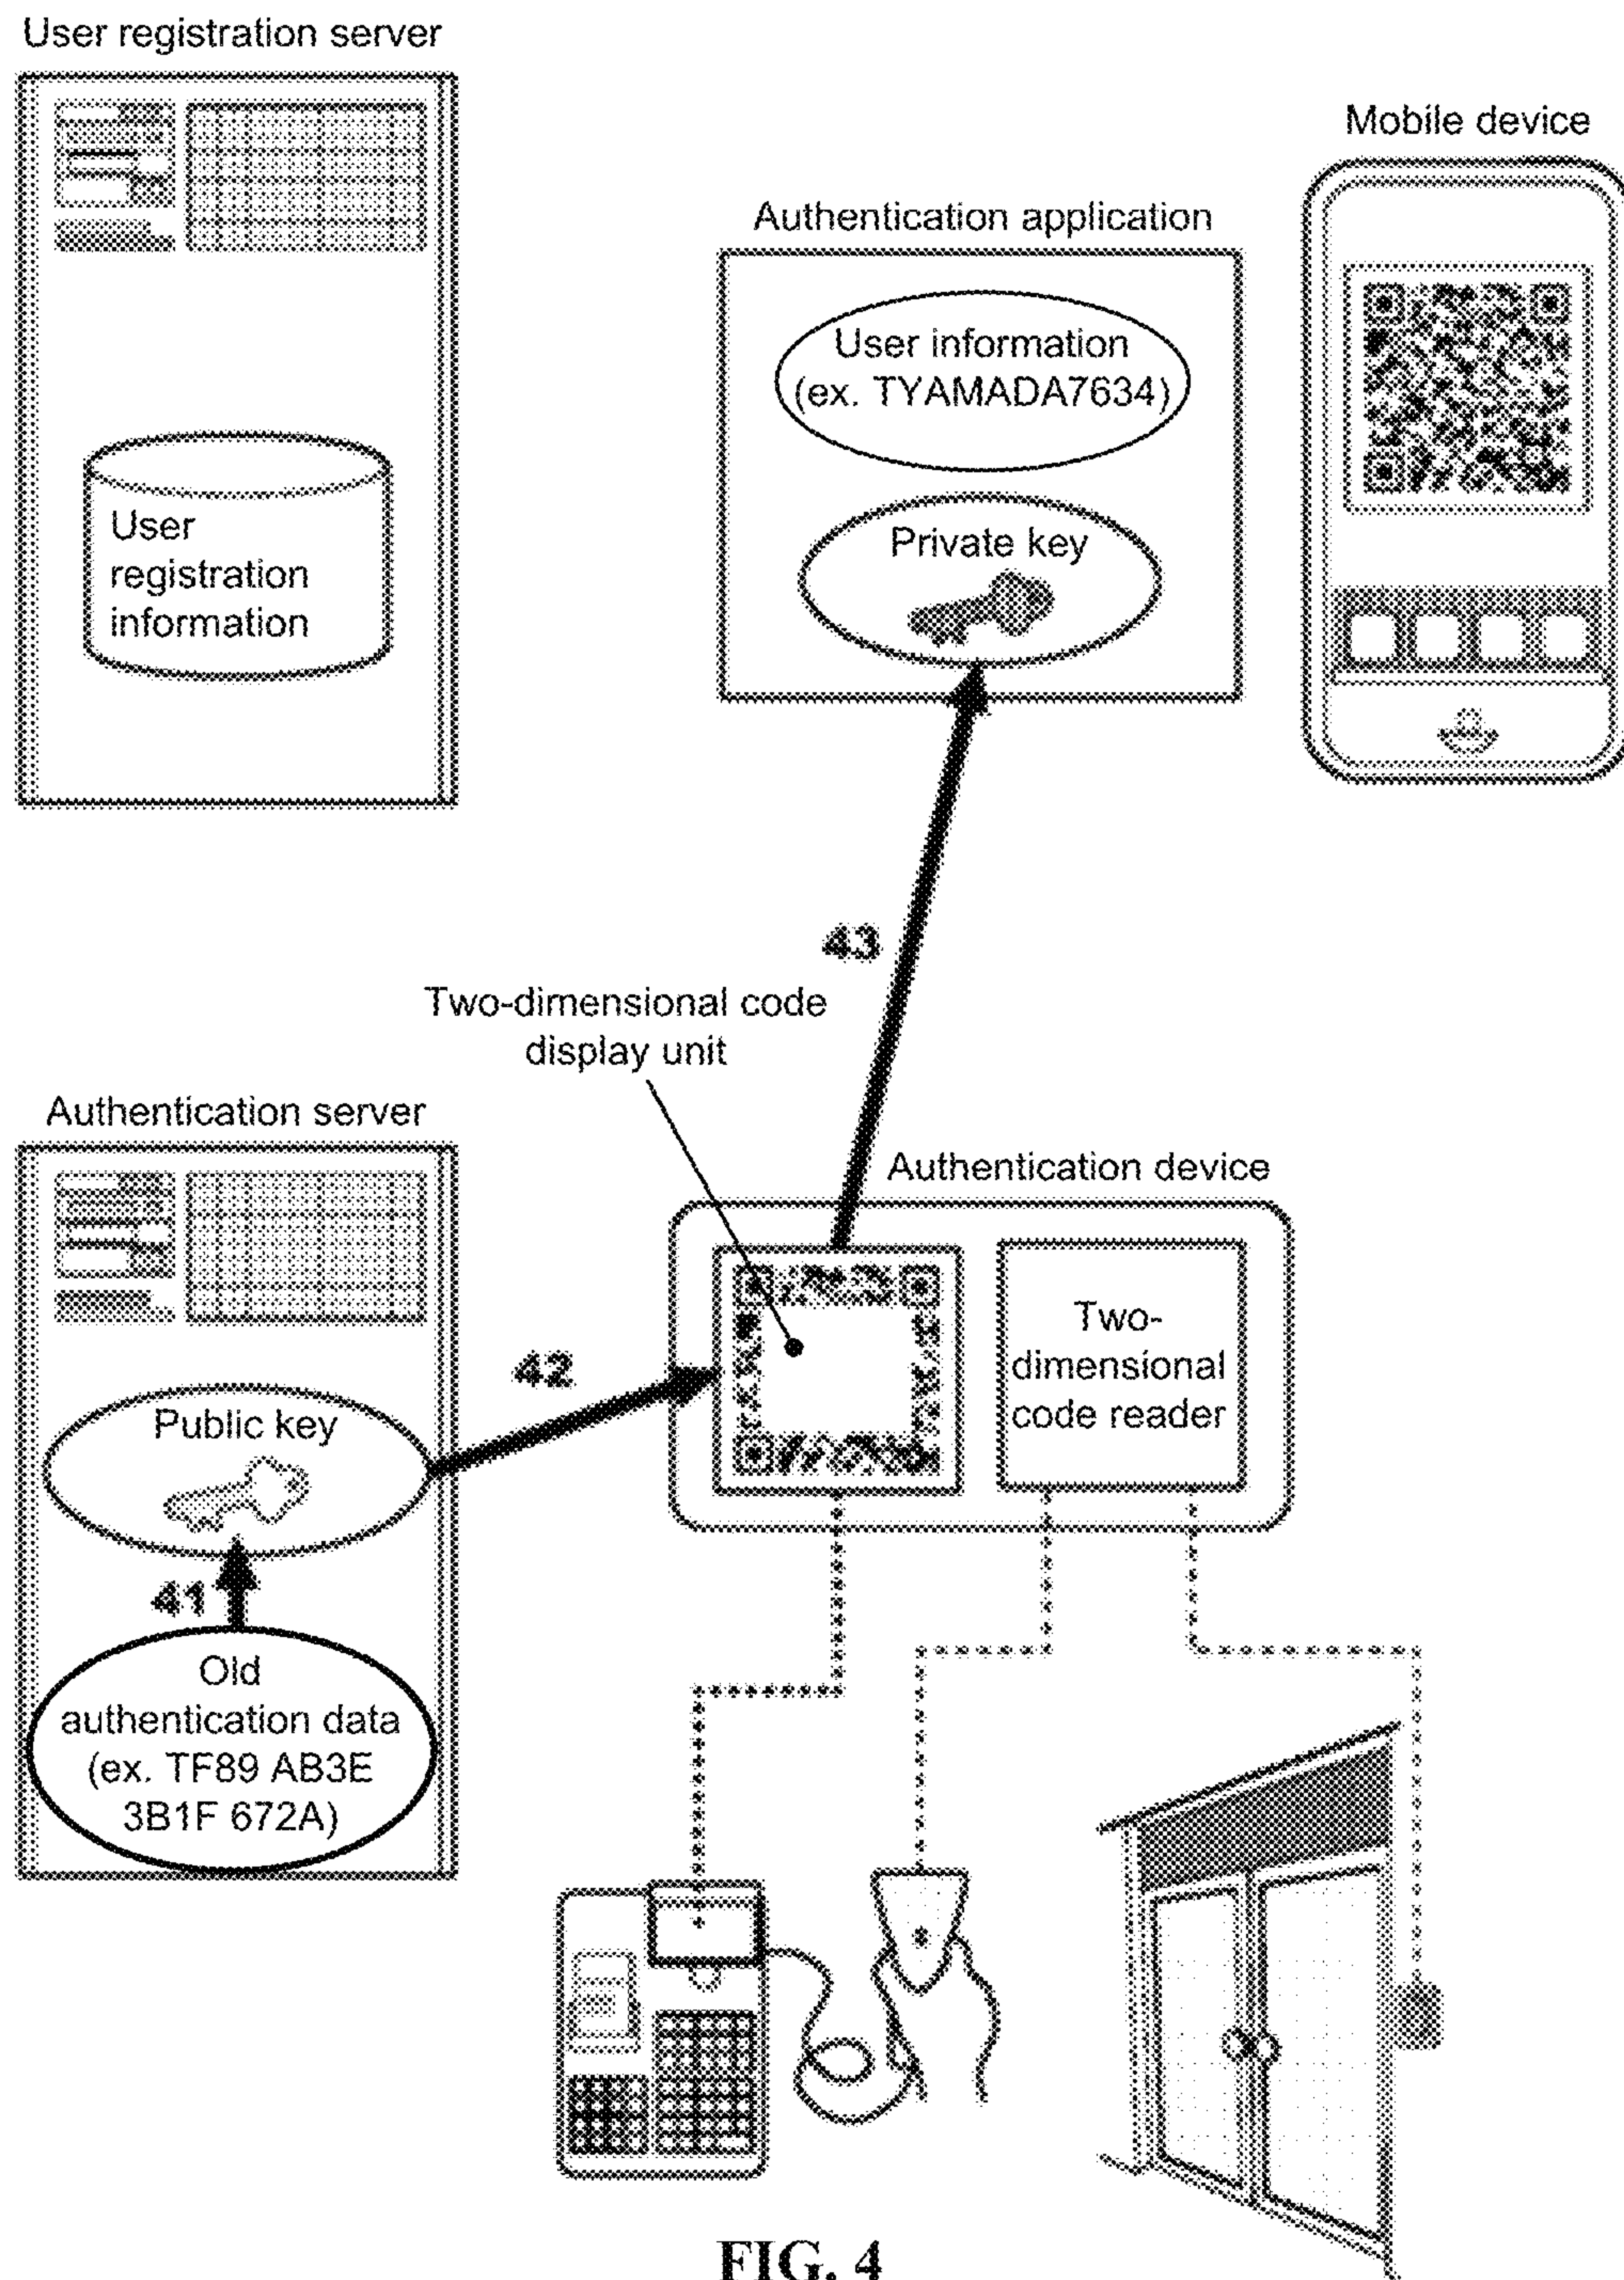 User registration server
Mobile device
Authentication application
User information
(ex. TYAMADA7634)
User
registration
information
Private key
43
Two-dimensional code
display unit
Authentication server
Authentication device
Two-
dimensional
code reader
42
Public key
41
Old
authentication data
(ex. TF89 AB3E
3B1F 672A)
FIG. 4